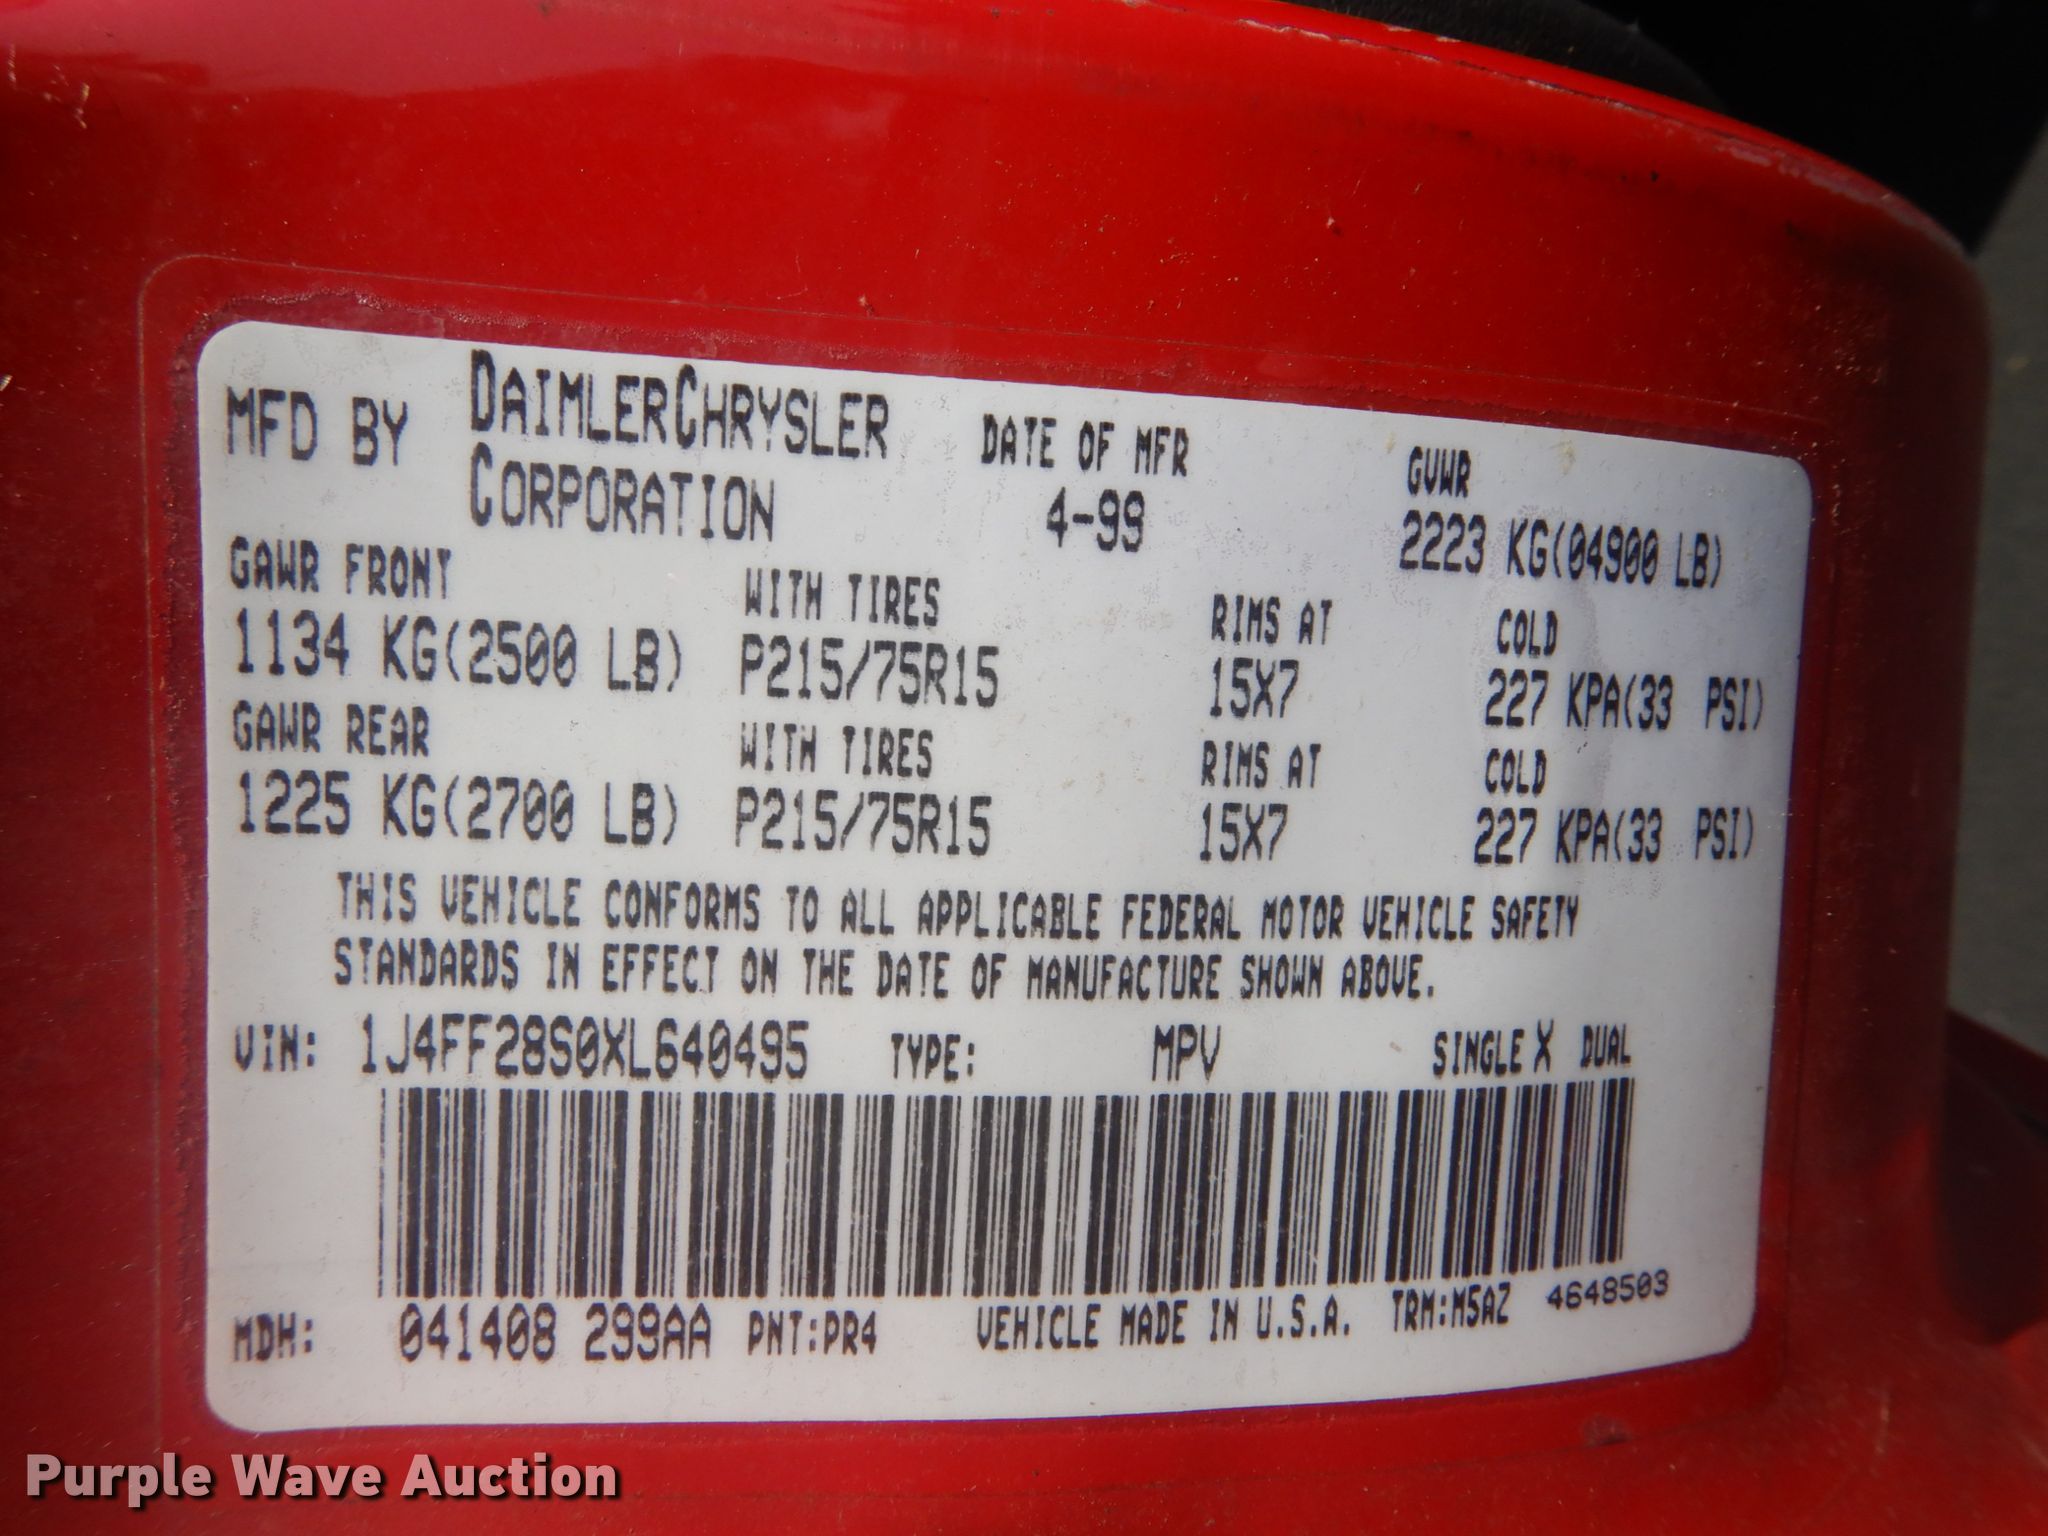 MFD BY DAIMLERCHRYSLER CORPORATION
DATE OF MFR 4-99
GVWR 2223 KG(04900 LB)
GAWR FRONT WITH TIRES RIMS AT COLD
1134 KG(2500 LB) P215/75R15 15X7 227 KPA(33 PSI)
GAWR REAR WITH TIRES RIMS AT COLD
1225 KG(2700 LB) P215/75R15 15X7 227 KPA(33 PSI)
THIS VEHICLE CONFORMS TO ALL APPLICABLE FEDERAL MOTOR VEHICLE SAFETY
STANDARDS IN EFFECT ON THE DATE OF MANUFACTURE SHOWN ABOVE.
VIN: 1J4FF28S0XL640495 TYPE: MPV SINGLE X DUAL
MDH: 041408 299AA PNT:PR4 VEHICLE MADE IN U.S.A. TRM:M5AZ 4648503
Purple Wave Auction